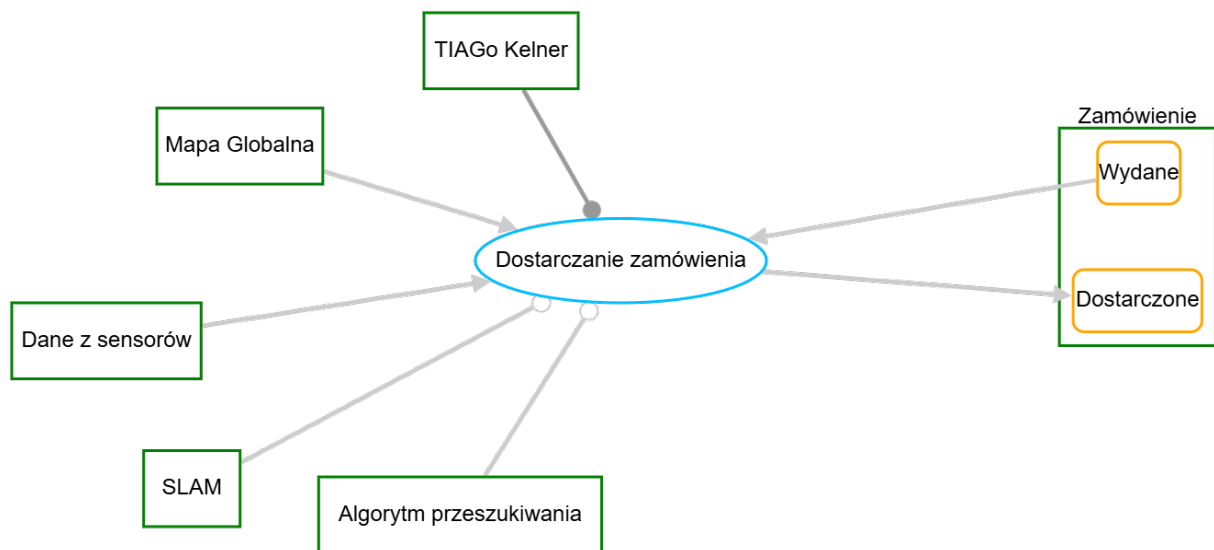 TIAGo Kelner
Zamówienie
Mapa Globalna
Wydane
Dostarczanie zamówienia
Dostarczone
Dane z sensorów
SLAM
Algorytm przeszukiwania